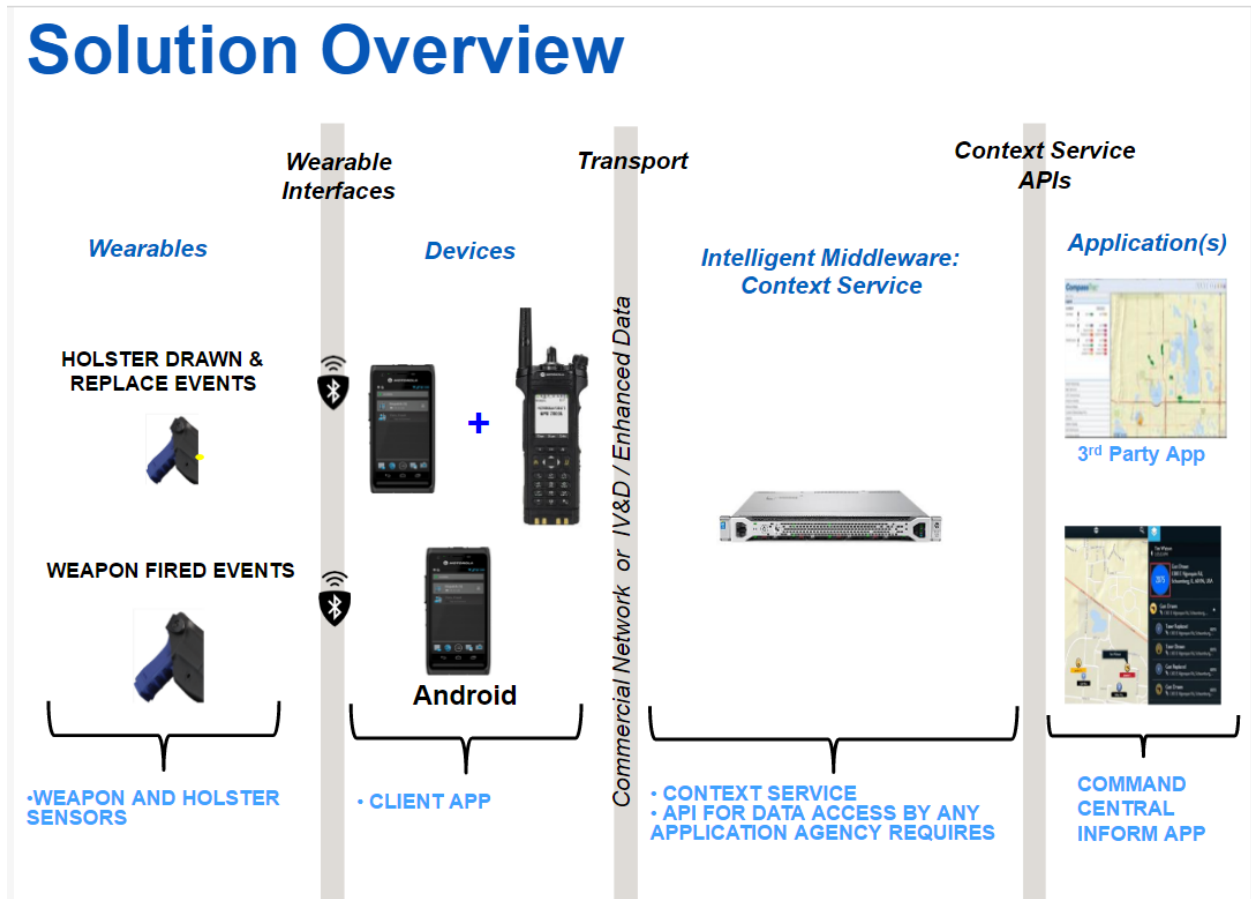 Solution Overview
Wearable
Interfaces
Transport
Context Service
APIs
Wearables
Devices
Intelligent Middleware:
Context Service
Application(s)
HOLSTER DRAWN &
REPLACE EVENTS
+
3rd Party App
WEAPON FIRED EVENTS
Android
Commercial Network or IV&D / Enhanced Data
•WEAPON AND HOLSTER
SENSORS
• CLIENT APP
• CONTEXT SERVICE
• API FOR DATA ACCESS BY ANY
APPLICATION AGENCY REQUIRES
COMMAND
CENTRAL
INFORM APP